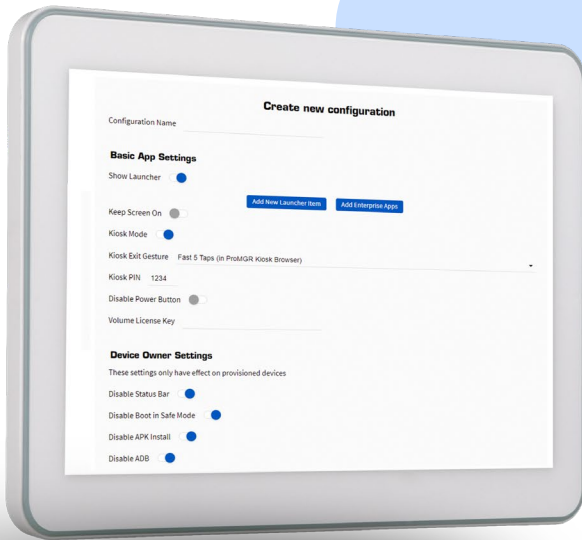 Create new configuration
Configuration Name
Basic App Settings
Show Launcher
Add New Launcher Item Add Enterprise Apps
Keep Screen On
Kiosk Mode
Kiosk Exit Gesture Fast 5 Taps (in ProMGR Kiosk Browser)
Kiosk PIN 1234
Disable Power Button
Volume License Key
Device Owner Settings
These settings only have effect on provisioned devices
Disable Status Bar
Disable Boot in Safe Mode
Disable APK Install
Disable ADB